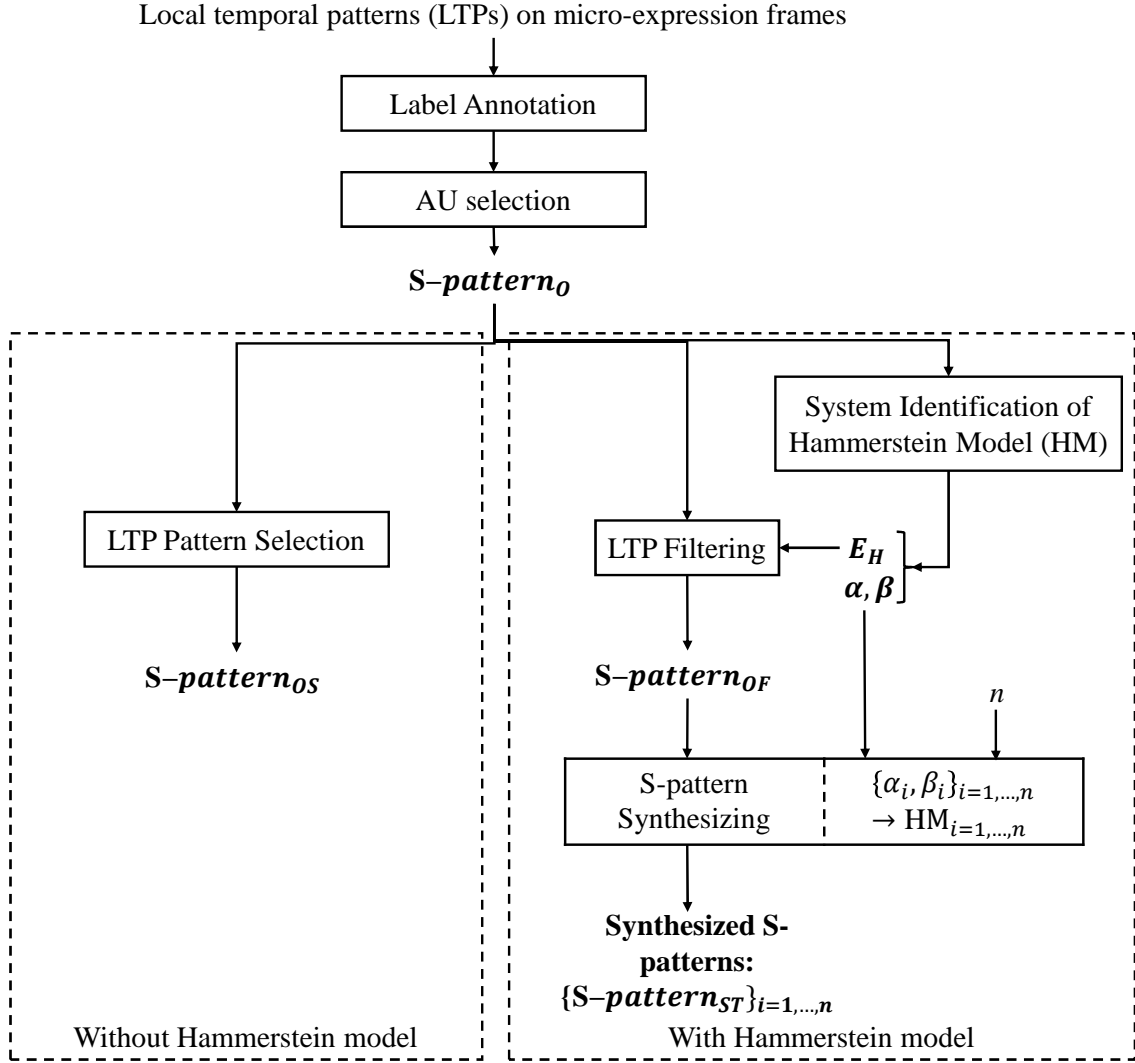 Local temporal patterns (LTPs) on micro-expression frames
Label Annotation
AU selection
S–pattern_O
System Identification of
Hammerstein Model (HM)
LTP Pattern Selection
LTP Filtering
E_H
α, β
S–pattern_OS
S–pattern_OF
n
S-pattern
Synthesizing
{α_i, β_i}_{i=1,…,n}
→ HM_{i=1,…,n}
Synthesized S-
patterns:
{S–pattern_ST}_{i=1,…,n}
Without Hammerstein model
With Hammerstein model